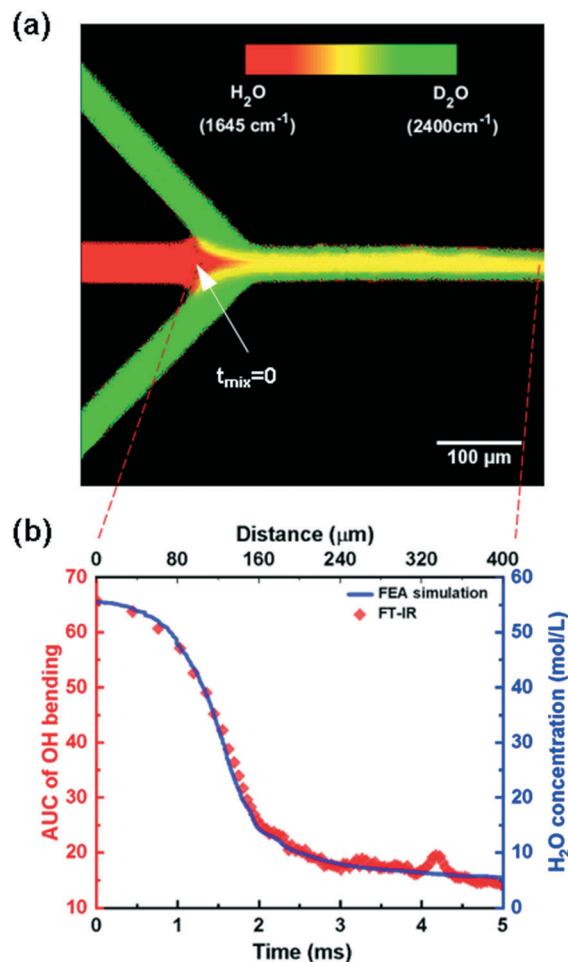 (a)
H₂O D₂O
(1645 cm⁻¹) (2400cm⁻¹)
t_mix=0
100 μm
(b)
Distance (μm)
0 80 160 240 320 400
FEA simulation
FT-IR
AUC of OH bending
70
60
50
40
30
20
10
H₂O concentration (mol/L)
60
50
40
30
20
10
0
0 1 2 3 4 5
Time (ms)